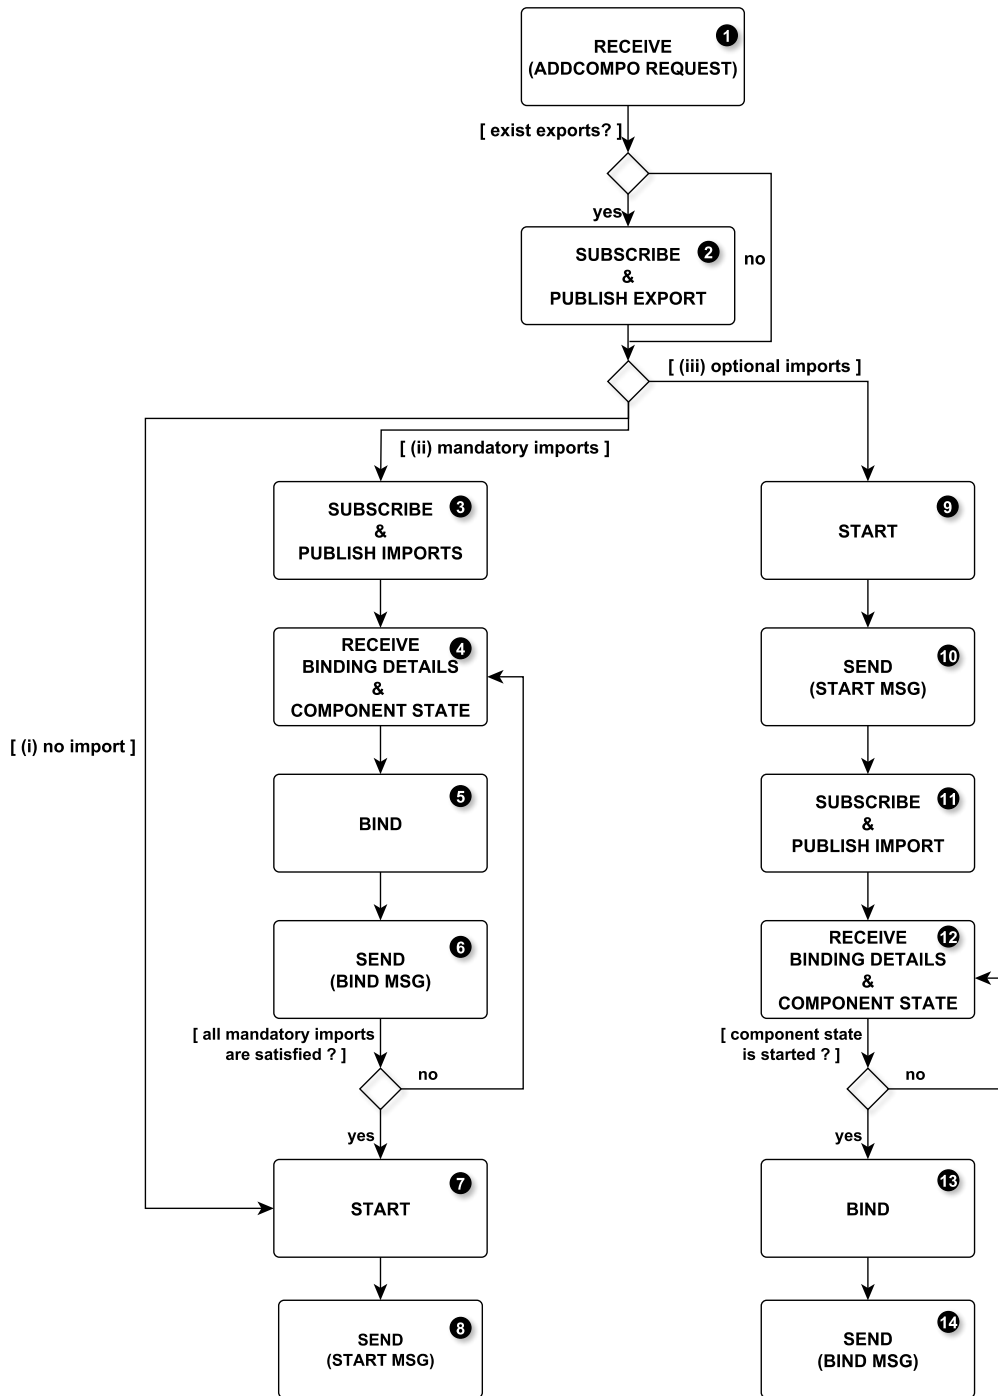 1
RECEIVE
(ADDCOMPO REQUEST)
[ exist exports? ]
yes
2
SUBSCRIBE
&
PUBLISH EXPORT
no
[ (iii) optional imports ]
[ (ii) mandatory imports ]
[ (i) no import ]
3
SUBSCRIBE
&
PUBLISH IMPORTS
4
RECEIVE
BINDING DETAILS
&
COMPONENT STATE
5
BIND
6
SEND
(BIND MSG)
[ all mandatory imports
are satisfied ? ]
no
yes
7
START
8
SEND
(START MSG)
9
START
10
SEND
(START MSG)
11
SUBSCRIBE
&
PUBLISH IMPORT
12
RECEIVE
BINDING DETAILS
&
COMPONENT STATE
[ component state
is started ? ]
no
yes
13
BIND
14
SEND
(BIND MSG)